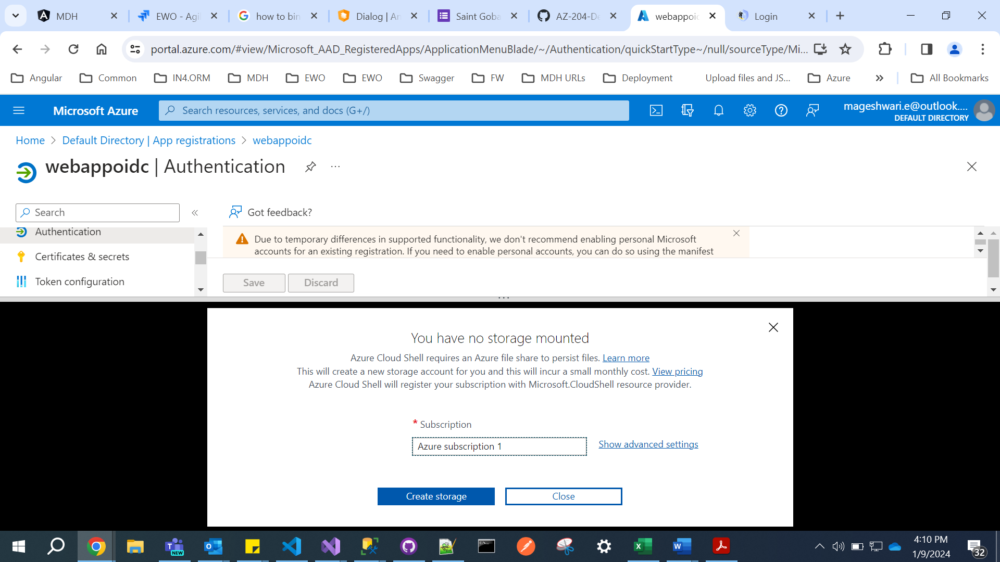 MDH
EWO - Agil
how to bin
Dialog | An
Saint Goba
AZ-204-De
webappoid
Login
portal.azure.com/#view/Microsoft_AAD_RegisteredApps/ApplicationMenuBlade/~/Authentication/quickStartType~/null/sourceType/Mi...
Angular
Common
IN4.ORM
MDH
EWO
EWO
Swagger
FW
MDH URLs
Deployment
Upload files and JS...
Azure
All Bookmarks
Microsoft Azure
Search resources, services, and docs (G+/)
mageshwari.e@outlook....
DEFAULT DIRECTORY
Home > Default Directory | App registrations > webappoidc
webappoidc | Authentication
Search
Got feedback?
Authentication
Certificates & secrets
Token configuration
Due to temporary differences in supported functionality, we don't recommend enabling personal Microsoft
accounts for an existing registration. If you need to enable personal accounts, you can do so using the manifest
Save
Discard
You have no storage mounted
Azure Cloud Shell requires an Azure file share to persist files. Learn more
This will create a new storage account for you and this will incur a small monthly cost. View pricing
Azure Cloud Shell will register your subscription with Microsoft.CloudShell resource provider.
* Subscription
Azure subscription 1
Show advanced settings
Create storage
Close
NEW
4:10 PM
1/9/2024
32